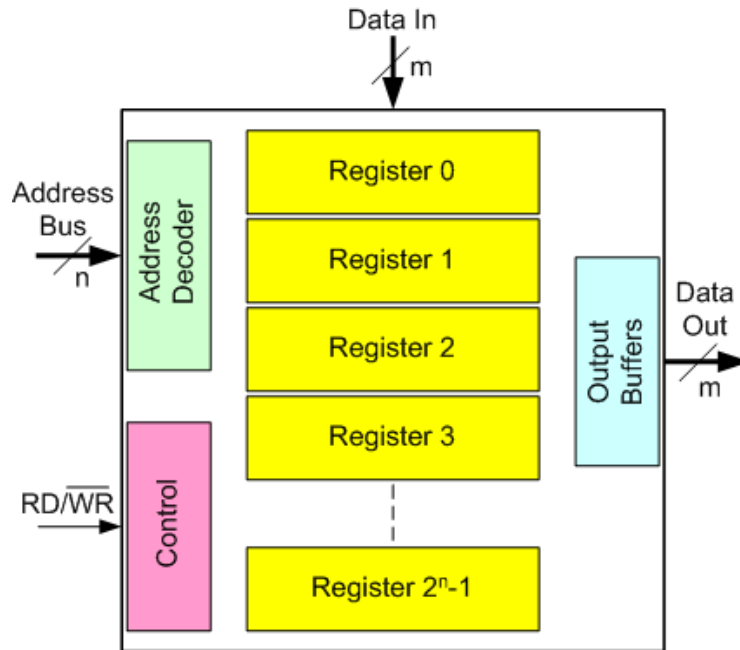 Data In
m
Address
Bus
n
Address
Decoder
Register 0
Register 1
Register 2
Register 3
Register 2ⁿ-1
Output
Buffers
Data
Out
m
RD/W̅R̅
Control